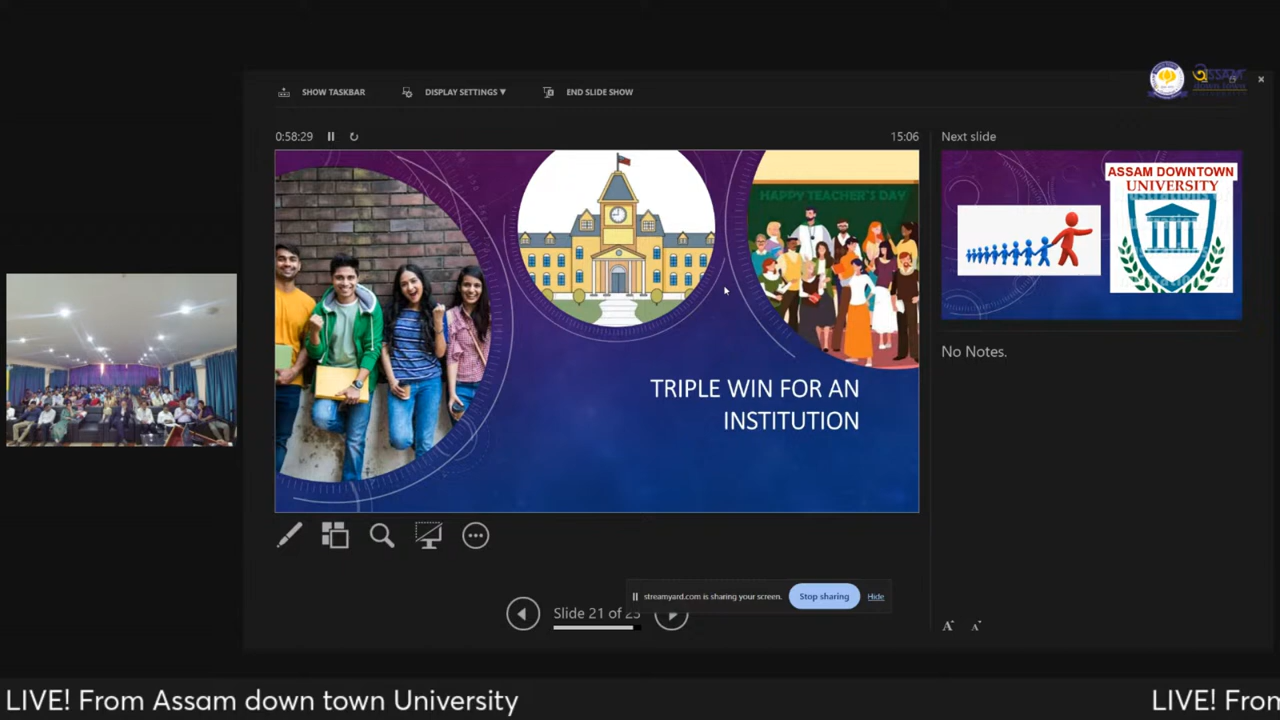 SHOW TASKBAR
DISPLAY SETTINGS ▼
END SLIDE SHOW
ASSAM
0:58:29
15:06
Next slide
HAPPY TEACHER'S DAY
TRIPLE WIN FOR AN
INSTITUTION
ASSAM DOWNTOWN
UNIVERSITY
No Notes.
streamyard.com is sharing your screen.
Stop sharing
Hide
Slide 21 of
A
A
LIVE! From Assam down town University
LIVE! From